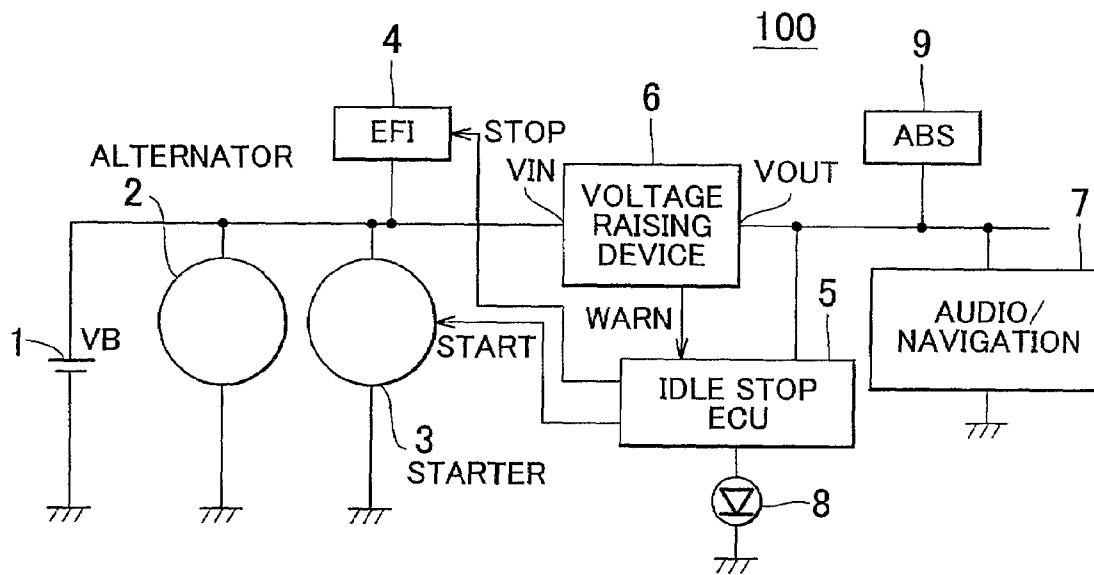 100
4
9
6
EFI
STOP
ABS
ALTERNATOR
VIN
VOUT
2
VOLTAGE
RAISING
DEVICE
7
5
1
VB
START
WARN
AUDIO/
NAVIGATION
IDLE STOP
ECU
3
STARTER
8